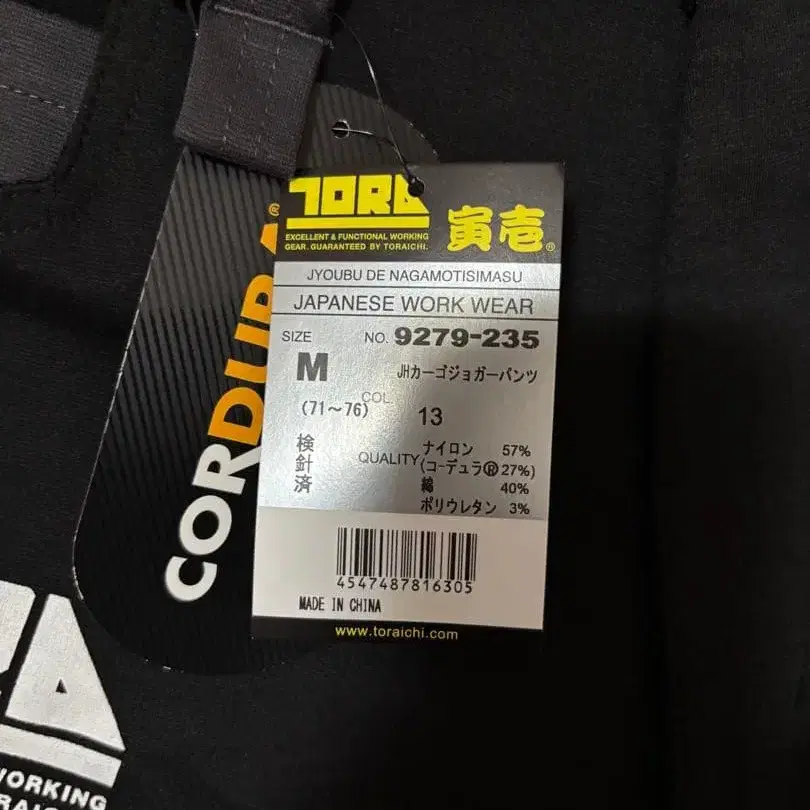 TORA
EXCELLENT & FUNCTIONAL WORKING
GEAR. GUARANTEED BY TORAICHI.
寅壱®
JYOUBU DE NAGAMOTISIMASU
JAPANESE WORK WEAR
SIZE
NO. 9279-235
M
JHカーゴジョガーパンツ
(71～76)
COL
13
検針済
QUALITY
ナイロン 57%
(コーデュラ®27%)
綿 40%
ポリウレタン 3%
4547487816305
MADE IN CHINA
www.toraichi.com
CORDURA®
WORKING